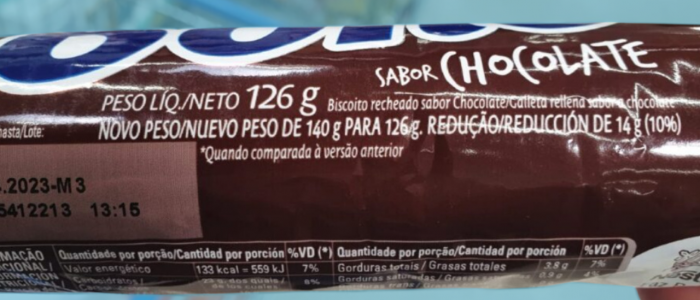 SABOR CHOCOLATE
PESO LÍQ./NETO 126 g Biscoito recheado sabor Chocolate/Galleta rellena sabor a chocolate
hasta/Lote:
NOVO PESO/NUEVO PESO DE 140 g PARA 126 g. REDUÇÃO/REDUCCIÓN DE 14 g (10%)
*Quando comparada à versão anterior
.2023-M3
5412213 13:15
Quantidade por porção/Cantidad por porción %VD (*) Quantidade por porção/Cantidad por porción %VD (*)
Valor energético 133 kcal = 559 kJ 7% Gorduras totais / Grasas totales 3,8 g 7%